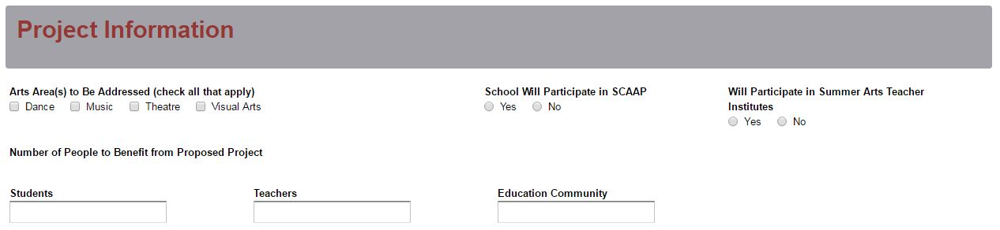 Project Information
Arts Area(s) to Be Addressed (check all that apply)
Dance Music Theatre Visual Arts
School Will Participate in SCAAP
Yes No
Will Participate in Summer Arts Teacher
Institutes
Yes No
Number of People to Benefit from Proposed Project
Students Teachers Education Community